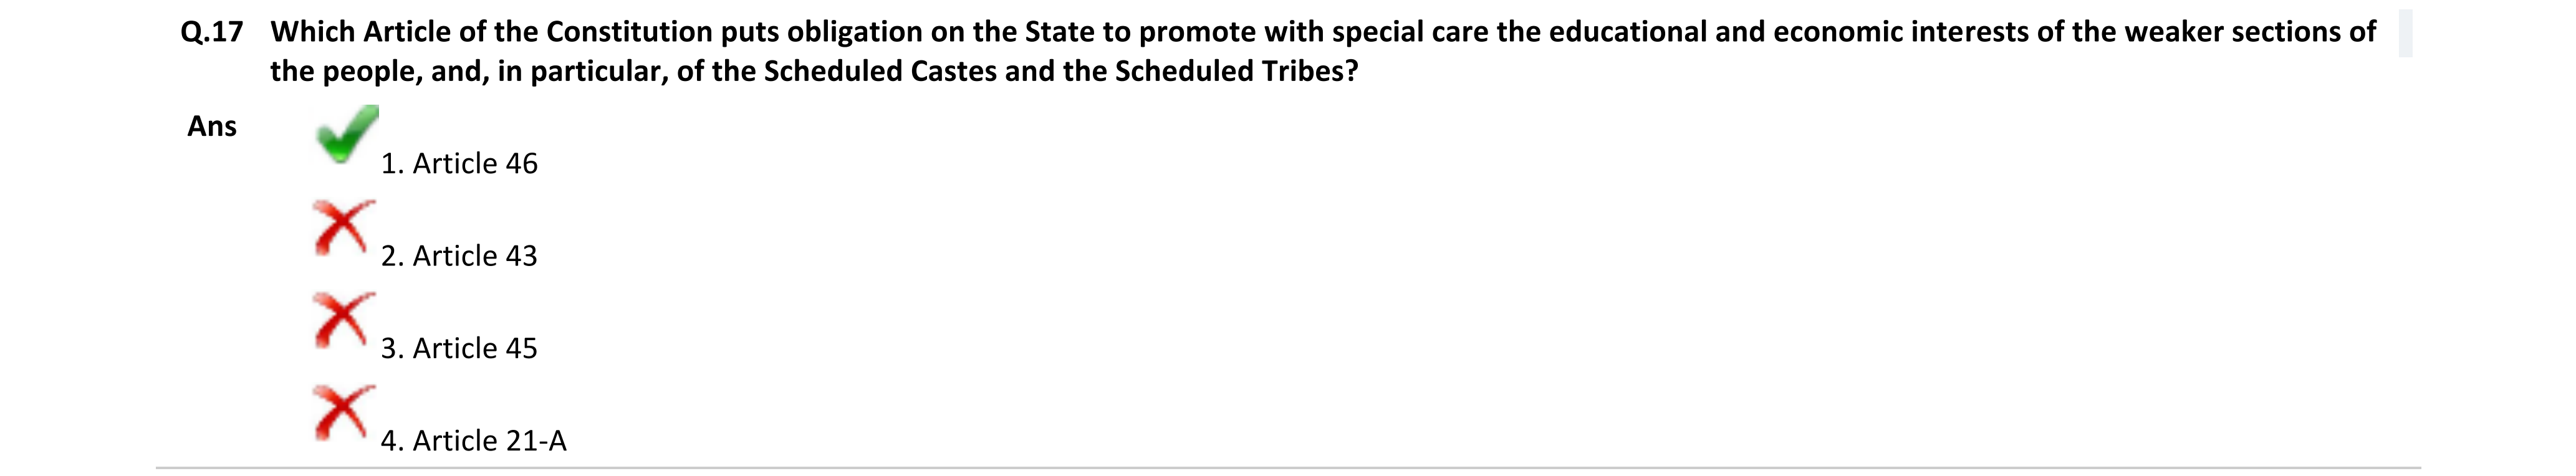 Q.17 Which Article of the Constitution puts obligation on the State to promote with special care the educational and economic interests of the weaker sections of
the people, and, in particular, of the Scheduled Castes and the Scheduled Tribes?
Ans
1. Article 46
2. Article 43
3. Article 45
4. Article 21-A